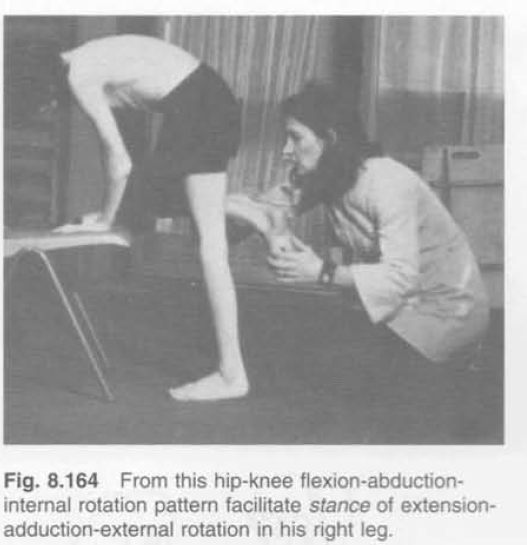 Fig. 8.164 From this hip-knee flexion-abduction-
internal rotation pattern facilitate stance of extension-
adduction-external rotation in his right leg.